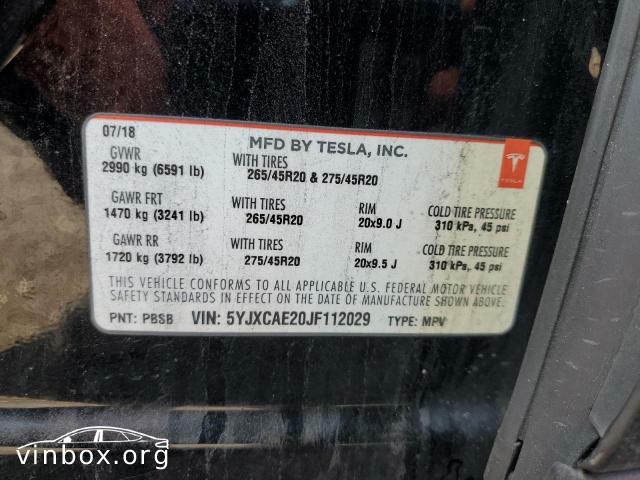 07/18
MFD BY TESLA, INC.
GVWR
2990 kg (6591 lb)
WITH TIRES
265/45R20 & 275/45R20
TESLA
GAWR FRT
1470 kg (3241 lb)
WITH TIRES
265/45R20
RIM
20x9.0 J
COLD TIRE PRESSURE
310 kPa, 45 psi
GAWR RR
1720 kg (3792 lb)
WITH TIRES
275/45R20
RIM
20x9.5 J
COLD TIRE PRESSURE
310 kPa, 45 psi
THIS VEHICLE CONFORMS TO ALL APPLICABLE U.S. FEDERAL MOTOR VEHICLE
SAFETY STANDARDS IN EFFECT ON THE DATE OF MANUFACTURE SHOWN ABOVE.
PNT: PBSB VIN: 5YJXCAE20JF112029 TYPE: MPV
vinbox.org